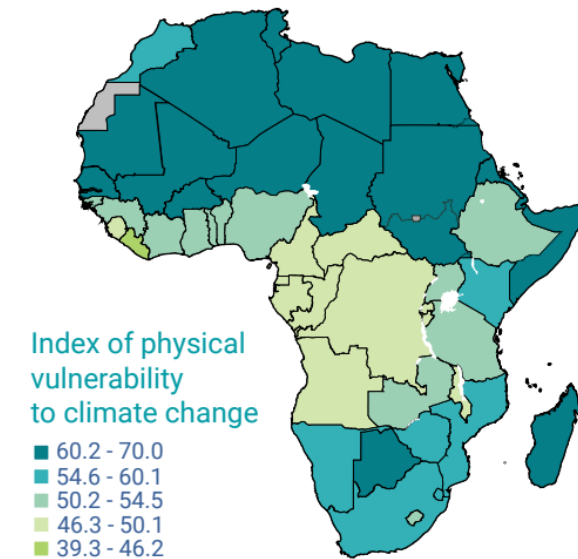 Index of physical
vulnerability
to climate change
60.2 - 70.0
54.6 - 60.1
50.2 - 54.5
46.3 - 50.1
39.3 - 46.2